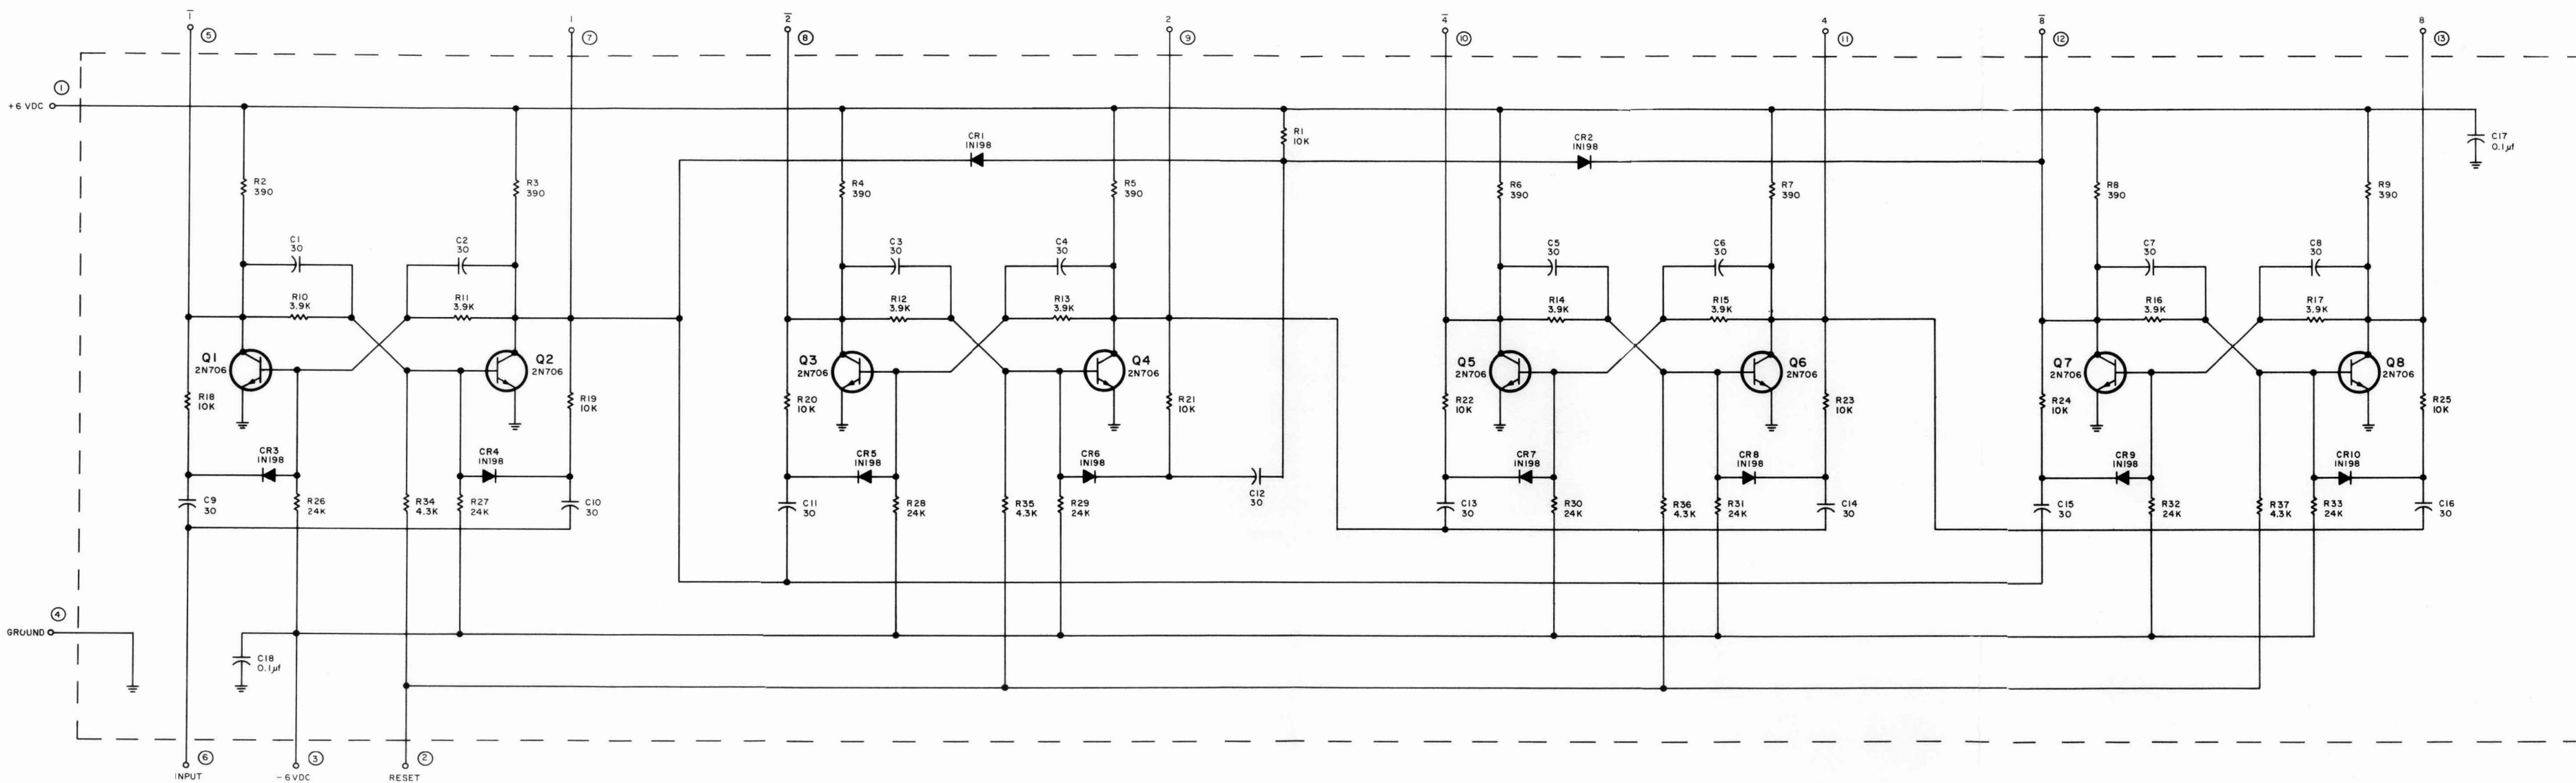 1̅
⑤
1
⑦
2̅
⑧
2
⑨
4̅
⑩
4
⑪
8̅
⑫
8
⑬
①
+6 VDC
CR1
1N198
R1
10K
CR2
1N198
C17
0.1μf
R2
390
R3
390
R4
390
R5
390
R6
390
R7
390
R8
390
R9
390
C1
30
C2
30
C3
30
C4
30
C5
30
C6
30
C7
30
C8
30
R10
3.9K
R11
3.9K
R12
3.9K
R13
3.9K
R14
3.9K
R15
3.9K
R16
3.9K
R17
3.9K
Q1
2N706
Q2
2N706
Q3
2N706
Q4
2N706
Q5
2N706
Q6
2N706
Q7
2N706
Q8
2N706
R18
10K
R19
10K
R20
10K
R21
10K
R22
10K
R23
10K
R24
10K
R25
10K
CR3
1N198
CR4
1N198
CR5
1N198
CR6
1N198
CR7
1N198
CR8
1N198
CR9
1N198
CR10
1N198
C9
30
R26
24K
R34
4.3K
R27
24K
C10
30
C11
30
R28
24K
R35
4.3K
R29
24K
C12
30
C13
30
R30
24K
R36
4.3K
R31
24K
C14
30
C15
30
R32
24K
R37
4.3K
R33
24K
C16
30
④
GROUND
C18
0.1μf
⑥
INPUT
③
-6VDC
②
RESET